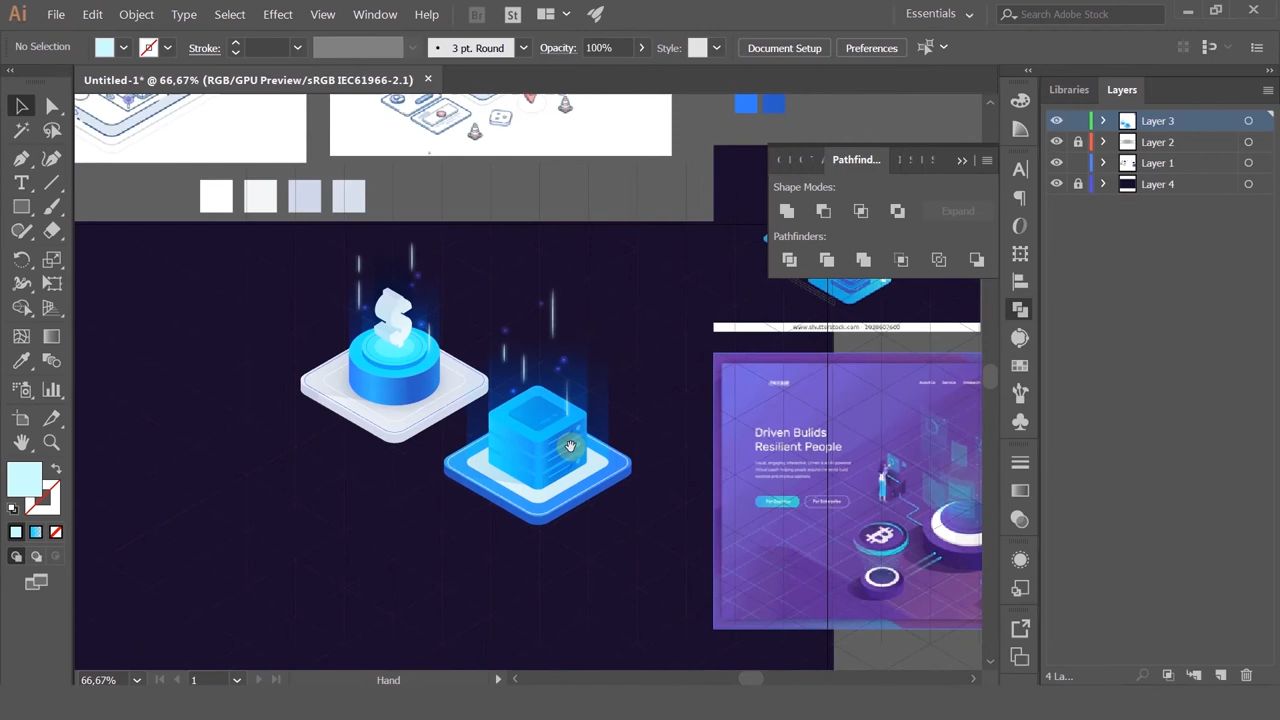 Ai File Edit Object Type Select Effect View Window Help Br St Essentials Search Adobe Stock
No Selection Stroke: 3 pt. Round Opacity: 100% Style: Document Setup Preferences
Untitled-1* @ 66,67% (RGB/GPU Preview/sRGB IEC61966-2.1)
Libraries Layers
Layer 3
Layer 2
Layer 1
Layer 4
Pathfind...
Shape Modes:
Expand
Pathfinders:
Driven Builds
Resilient People
66,67% 1 Hand
4 La...